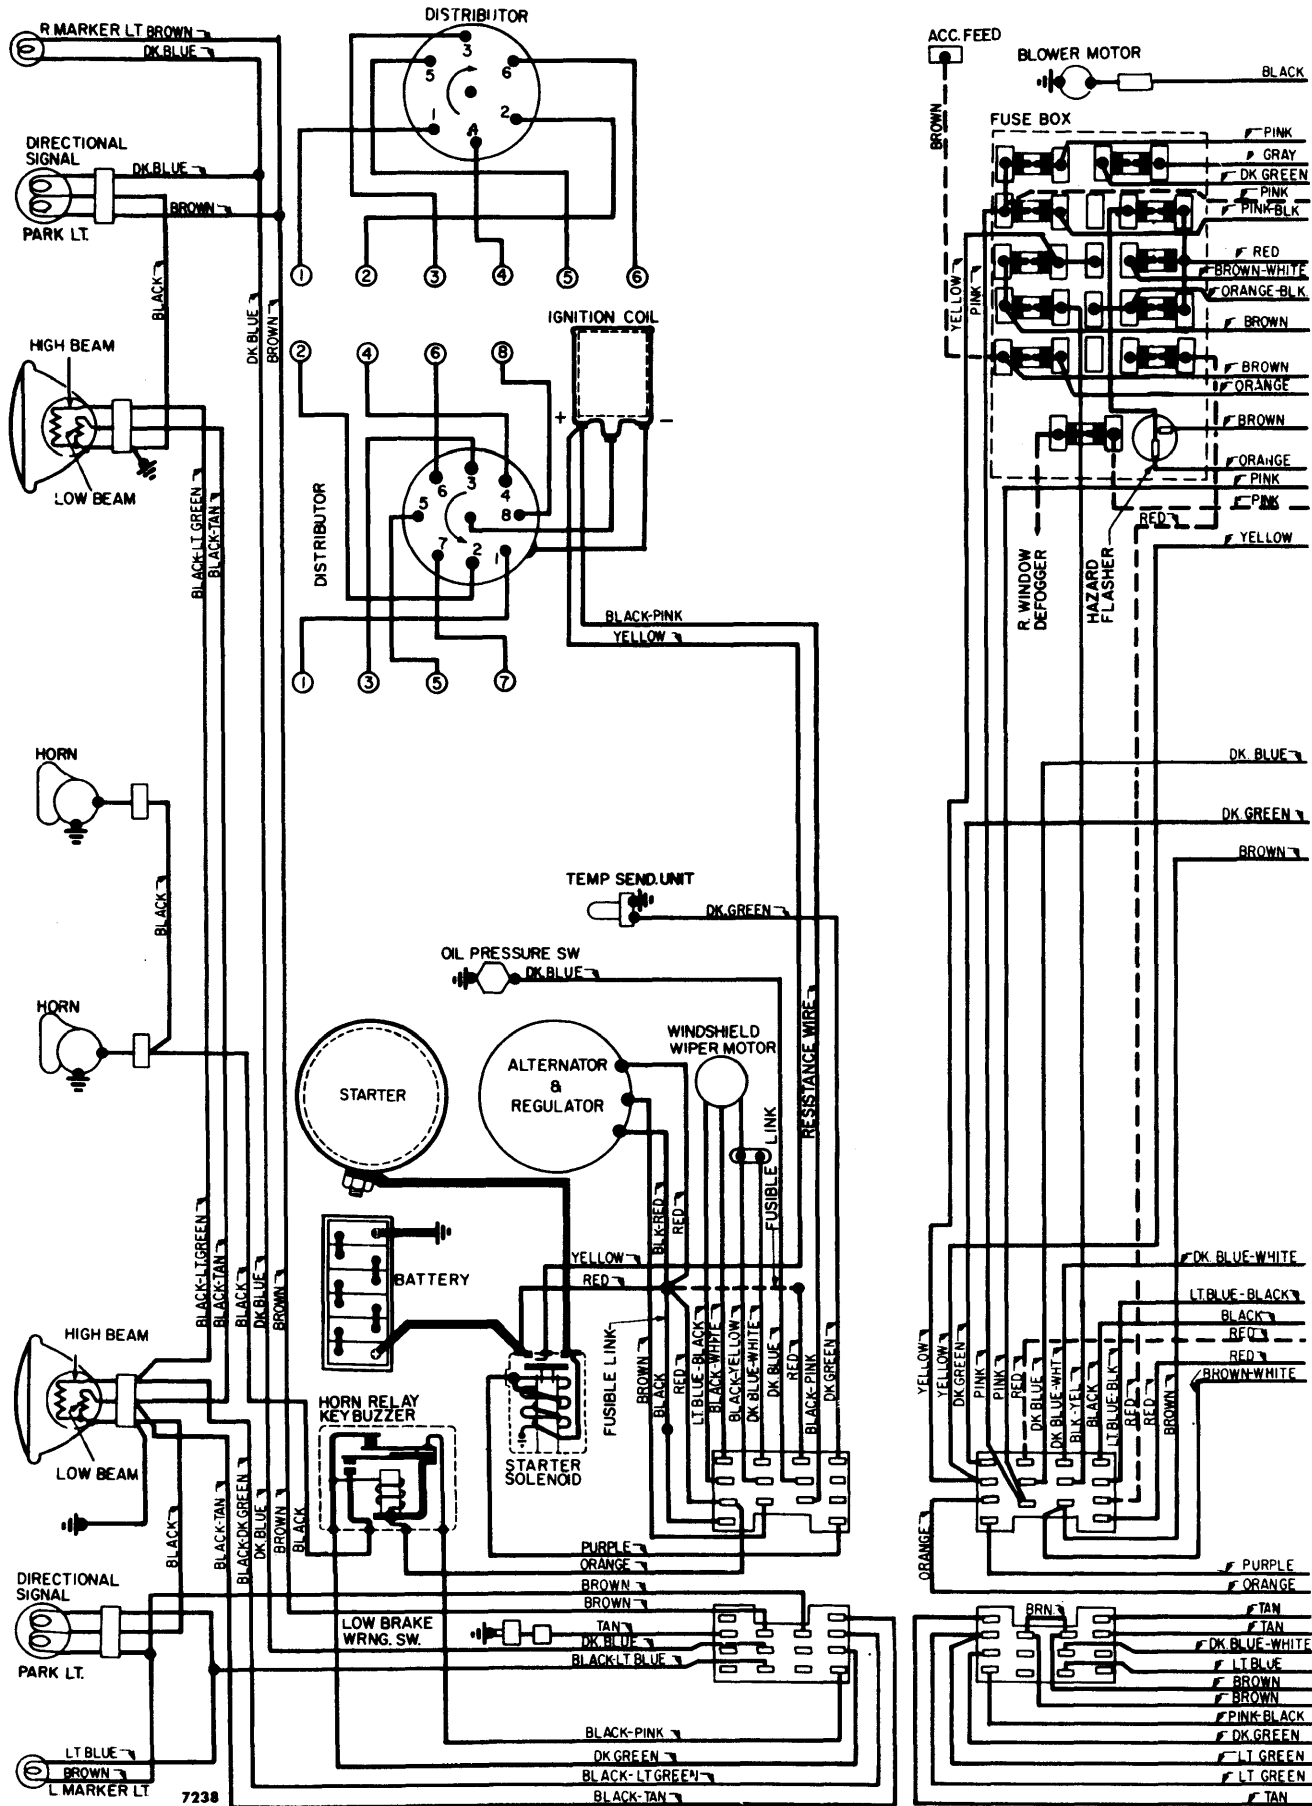 R MARKER LT. BROWN
DK.BLUE
DISTRIBUTOR
3
5
6
1
2
4
DIRECTIONAL
SIGNAL
DK.BLUE
BROWN
PARK LT.
BLACK
DK BLUE
BROWN
1
2
3
4
5
6
HIGH BEAM
LOW BEAM
BLACK-LT GREEN
BLACK-TAN
2
4
6
8
IGNITION COIL
+
-
DISTRIBUTOR
6
3
4
5
8
7
2
1
BLACK-PINK
YELLOW
1
3
5
7
HORN
BLACK
HORN
TEMP SEND. UNIT
DK.GREEN
OIL PRESSURE SW
DK.BLUE
STARTER
ALTERNATOR
&
REGULATOR
WINDSHIELD
WIPER MOTOR
RESISTANCE WIRE
FUSIBLE LINK
BLK-RED
RED
BATTERY
YELLOW
RED
BLACK-LT.GREEN
BLACK-TAN
BLACK
DK BLUE
BROWN
HIGH BEAM
LOW BEAM
HORN RELAY
KEY BUZZER
STARTER
SOLENOID
FUSIBLE LINK
BROWN
BLACK
RED
LT. BLUE-BLACK
BLACK-WHITE
BLACK-YELLOW
DK BLUE-WHITE
DK. BLUE
RED
BLACK-PINK
DK GREEN
BLACK
BLACK-TAN
BLACK-DK GREEN
DK BLUE
BROWN
BLACK
PURPLE
ORANGE
BROWN
BROWN
DIRECTIONAL
SIGNAL
PARK LT.
LOW BRAKE
WRNG. SW.
TAN
DK.BLUE
BLACK-LT BLUE
BLACK-PINK
DK GREEN
BLACK-LT GREEN
BLACK-TAN
LT BLUE
BROWN
L MARKER LT
7238
ACC. FEED
BLOWER MOTOR
BLACK
BROWN
FUSE BOX
PINK
GRAY
DK GREEN
PINK
PINK-BLK
RED
BROWN-WHITE
ORANGE-BLK.
BROWN
BROWN
ORANGE
BROWN
ORANGE
PINK
PINK
YELLOW
PINK
RED
YELLOW
R. WINDOW
DEFOGGER
HAZARD
FLASHER
DK. BLUE
DK. GREEN
BROWN
DK. BLUE-WHITE
LT.BLUE-BLACK
BLACK
RED
RED
BROWN-WHITE
YELLOW
YELLOW
DK GREEN
PINK
PINK
RED
DK BLUE
DK BLUE-WHT
BLK-YEL
BLACK
LT BLUE-BLK
RED
RED
BROWN
ORANGE
PURPLE
ORANGE
BRN.
TAN
TAN
DK.BLUE-WHITE
LT.BLUE
BROWN
BROWN
PINK-BLACK
DK.GREEN
LT GREEN
LT GREEN
TAN